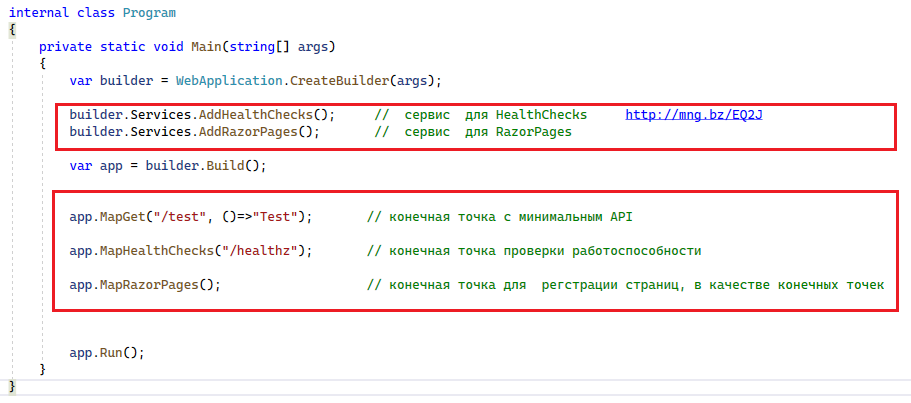 internal class Program
{
private static void Main(string[] args)
{
var builder = WebApplication.CreateBuilder(args);
builder.Services.AddHealthChecks(); // сервис для HealthChecks http://mng.bz/EQ2J
builder.Services.AddRazorPages(); // сервис для RazorPages
var app = builder.Build();
app.MapGet("/test", ()=>"Test"); // конечная точка с минимальным API
app.MapHealthChecks("/healthz"); // конечная точка проверки работоспособности
app.MapRazorPages(); // конечная точка для регстрации страниц, в качестве конечных точек
app.Run();
}
}